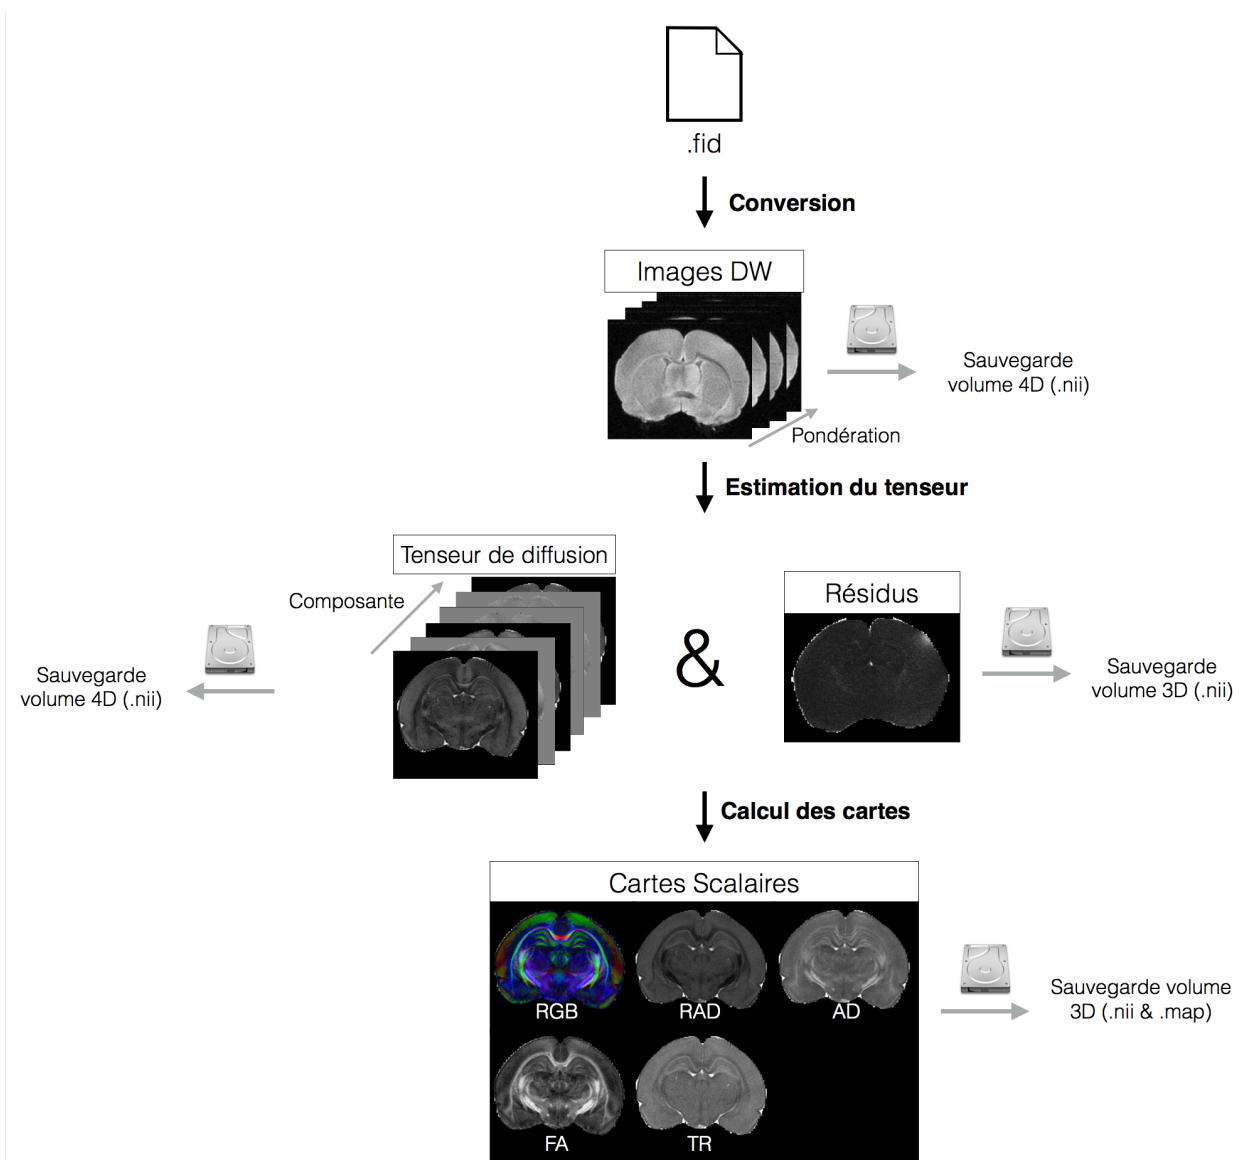 .fid
Conversion
Images DW
Sauvegarde
volume 4D (.nii)
Pondération
Estimation du tenseur
Tenseur de diffusion
Composante
Sauvegarde
volume 4D (.nii)
&
Résidus
Sauvegarde
volume 3D (.nii)
Calcul des cartes
Cartes Scalaires
RGB
RAD
AD
Sauvegarde volume
3D (.nii & .map)
FA
TR